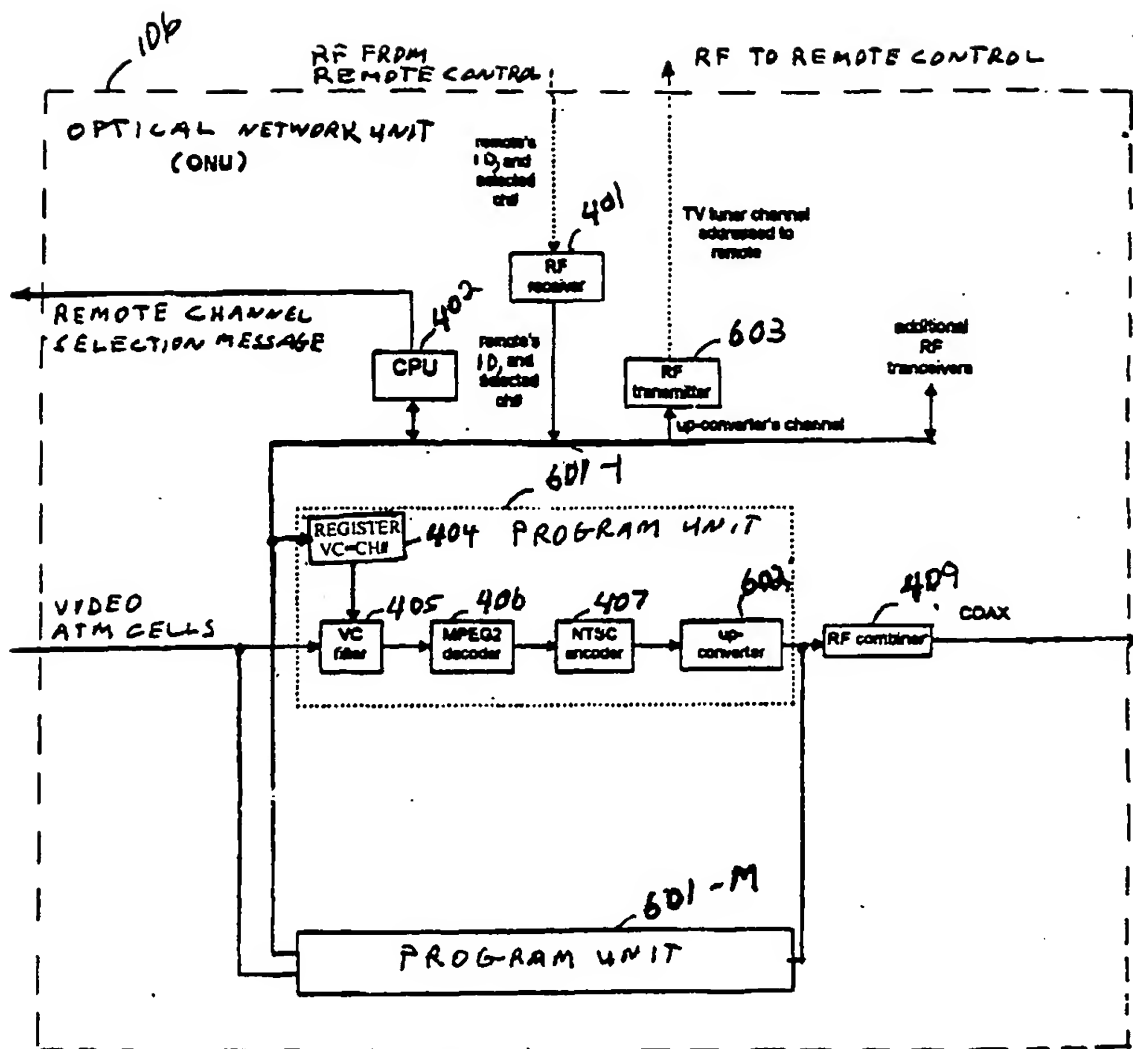 106
RF FROM
REMOTE CONTROL
RF TO REMOTE CONTROL
OPTICAL NETWORK UNIT
(ONU)
remote's
ID, and
selected
ch#
401
RF
receiver
TV tuner channel
addressed to
remote
REMOTE CHANNEL
SELECTION MESSAGE
402
CPU
remote's
ID, and
selected
ch#
603
RF
transmitter
additional
RF
tranceivers
up-converter's channel
601-1
REGISTER
VC=CH#
404
PROGRAM UNIT
VIDEO
ATM CELLS
405
VC
filter
406
MPEG2
decoder
407
NTSC
encoder
602
up-
converter
409
RF combiner
COAX
601-M
PROGRAM UNIT